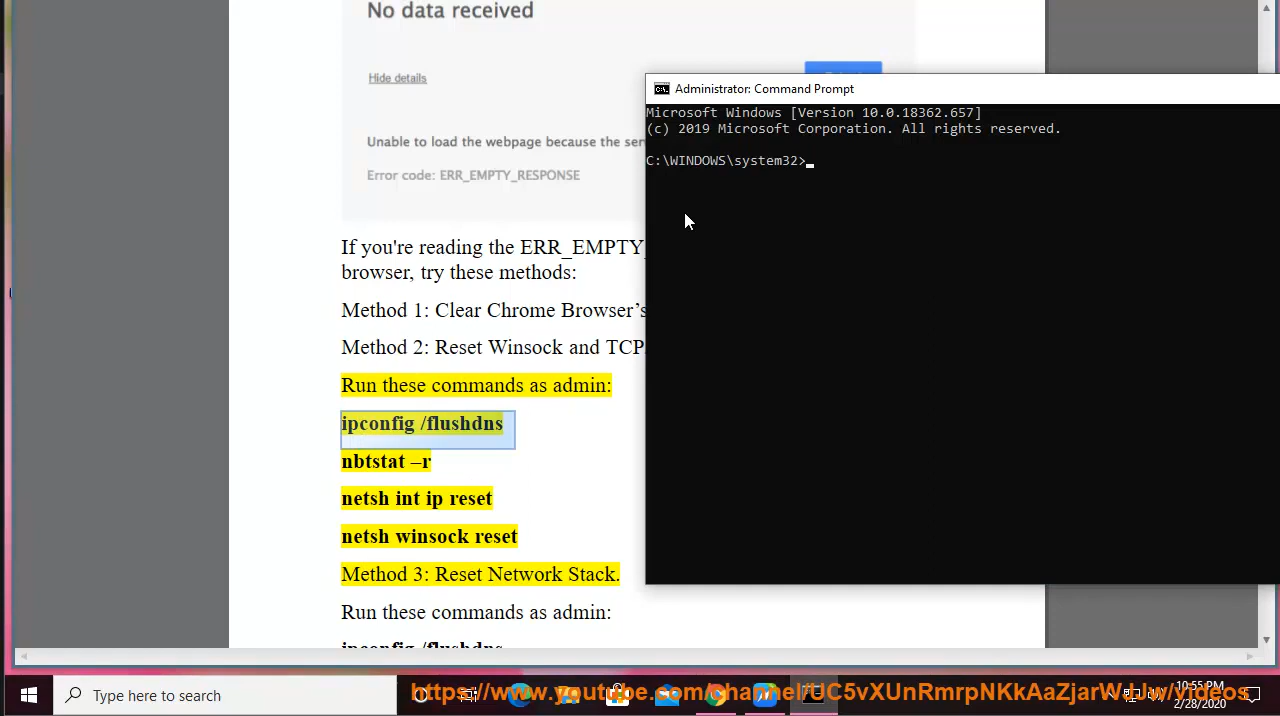 No data received
Hide details
Unable to load the webpage because the ser
Error code: ERR_EMPTY_RESPONSE
If you're reading the ERR_EMPTY_
browser, try these methods:
Method 1: Clear Chrome Browser's
Method 2: Reset Winsock and TCP
Run these commands as admin:
ipconfig /flushdns
nbtstat –r
netsh int ip reset
netsh winsock reset
Method 3: Reset Network Stack.
Run these commands as admin:
ipconfig /flushdns
Administrator: Command Prompt
Microsoft Windows [Version 10.0.18362.657]
(c) 2019 Microsoft Corporation. All rights reserved.
C:\WINDOWS\system32>
Type here to search
10:55 PM
2/28/2020